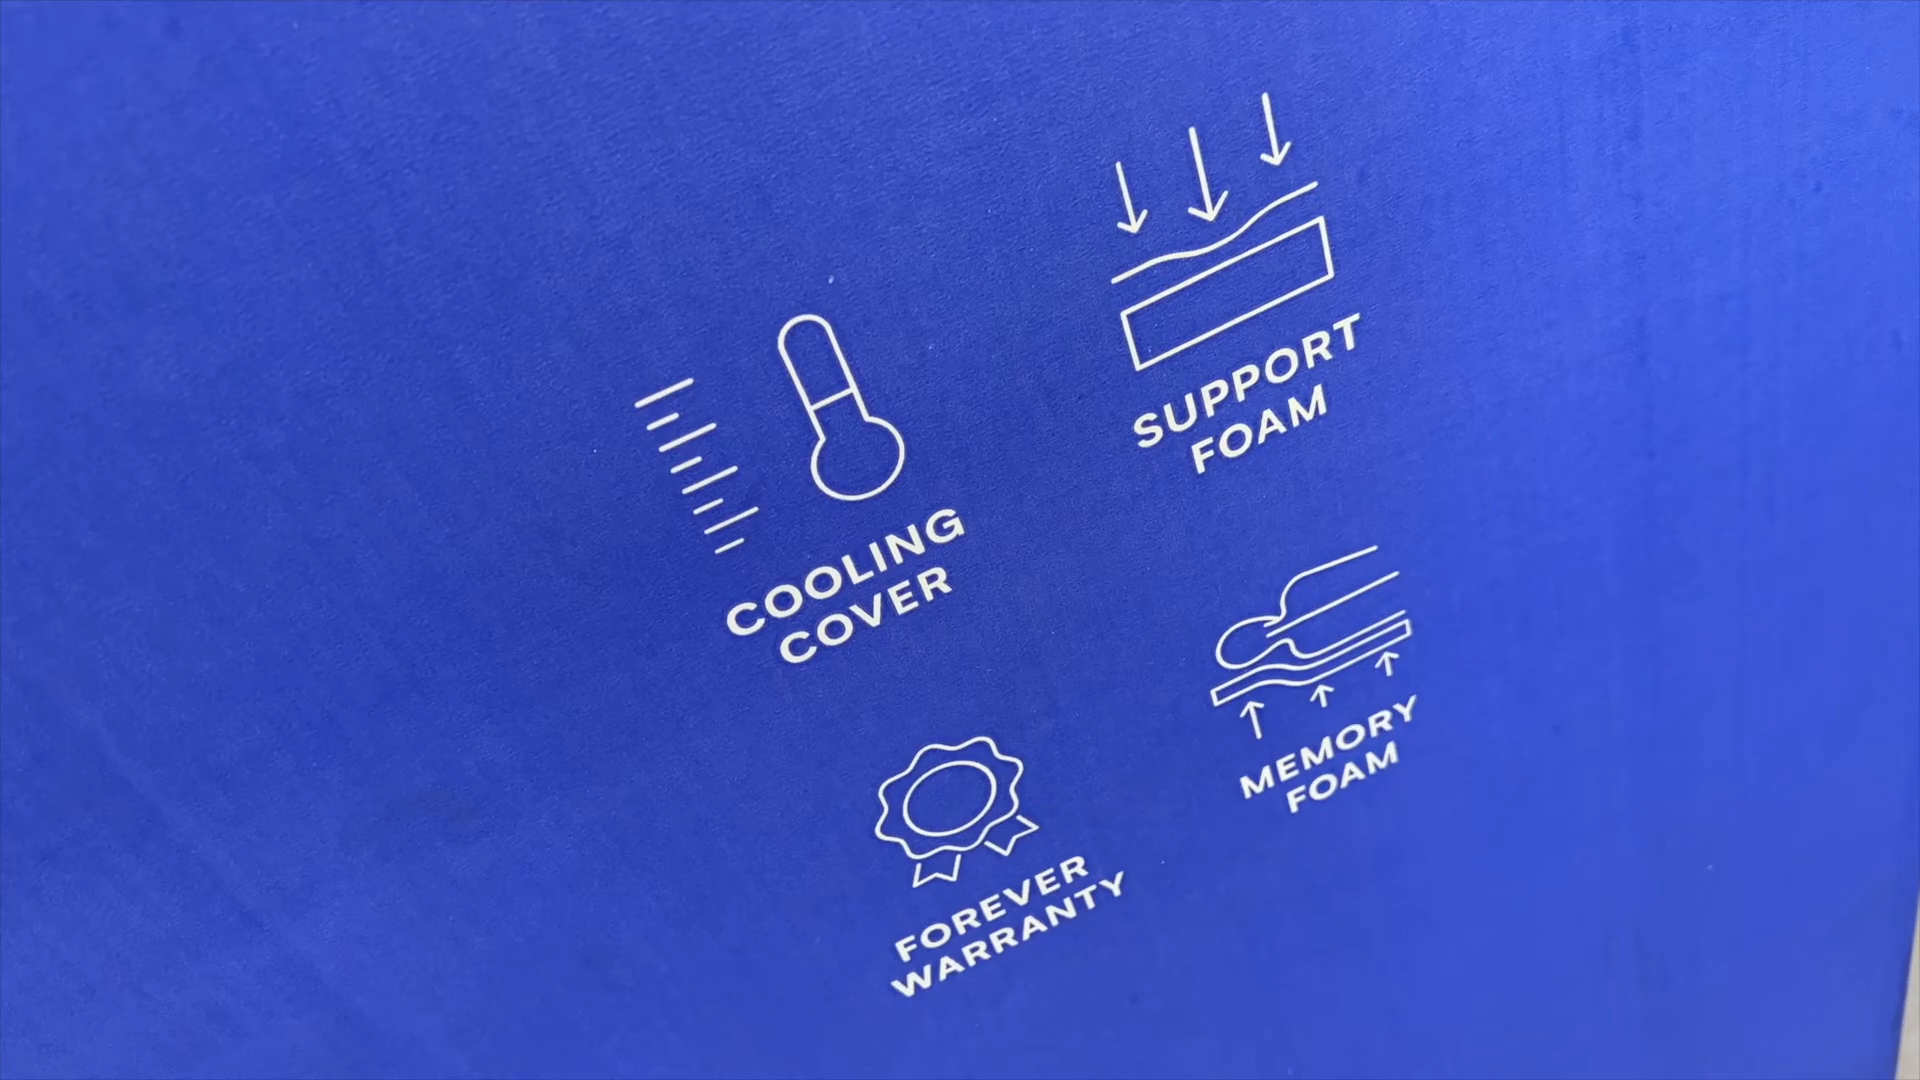 SUPPORT
FOAM
COOLING
COVER
MEMORY
FOAM
FOREVER
WARRANTY